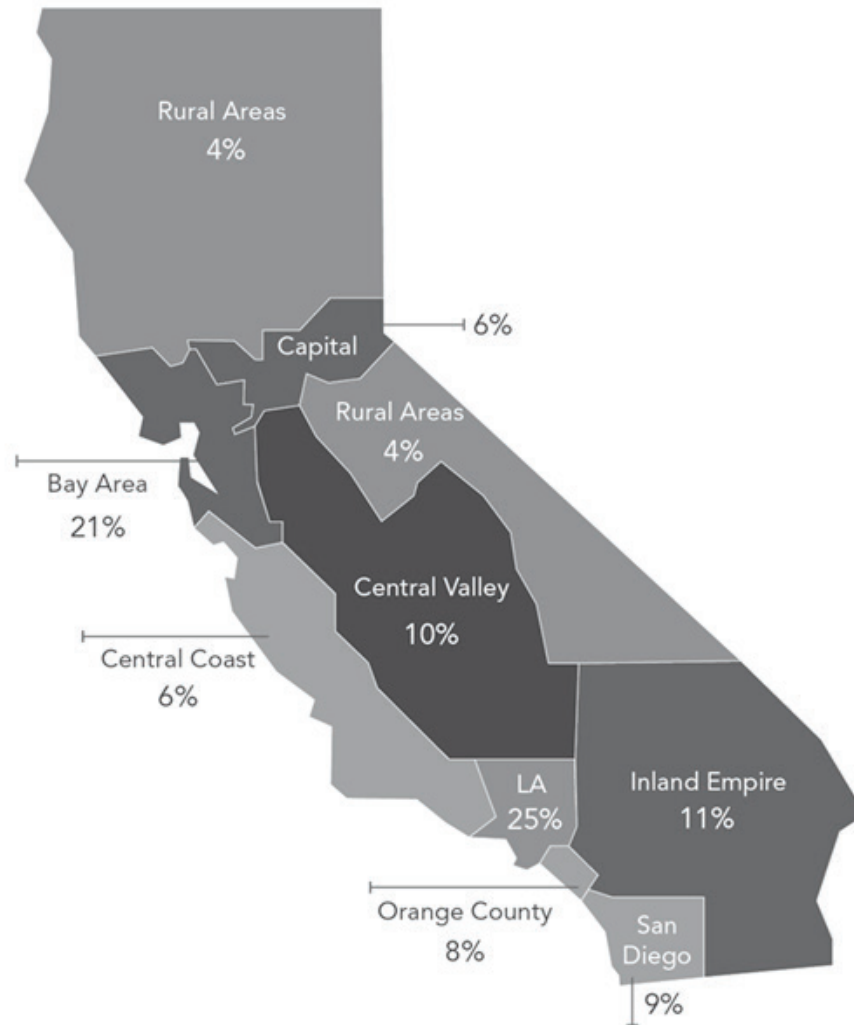 Rural Areas
4%
6%
Capital
Rural Areas
4%
Bay Area
21%
Central Valley
10%
Central Coast
6%
LA
25%
Inland Empire
11%
Orange County
8%
San
Diego
9%